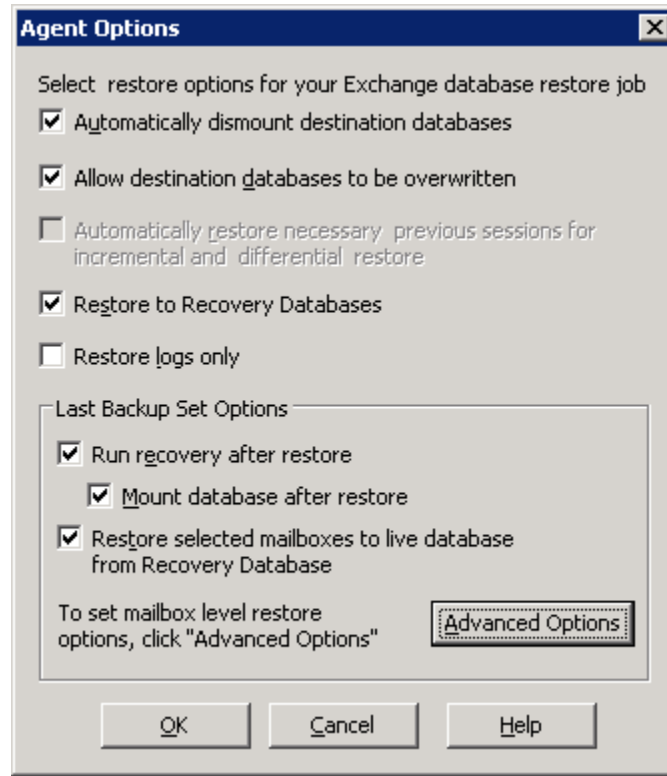 Agent Options
Select restore options for your Exchange database restore job
Automatically dismount destination databases
Allow destination databases to be overwritten
Automatically restore necessary previous sessions for
incremental and differential restore
Restore to Recovery Databases
Restore logs only
Last Backup Set Options
Run recovery after restore
Mount database after restore
Restore selected mailboxes to live database
from Recovery Database
To set mailbox level restore
options, click "Advanced Options"
Advanced Options
OK Cancel Help